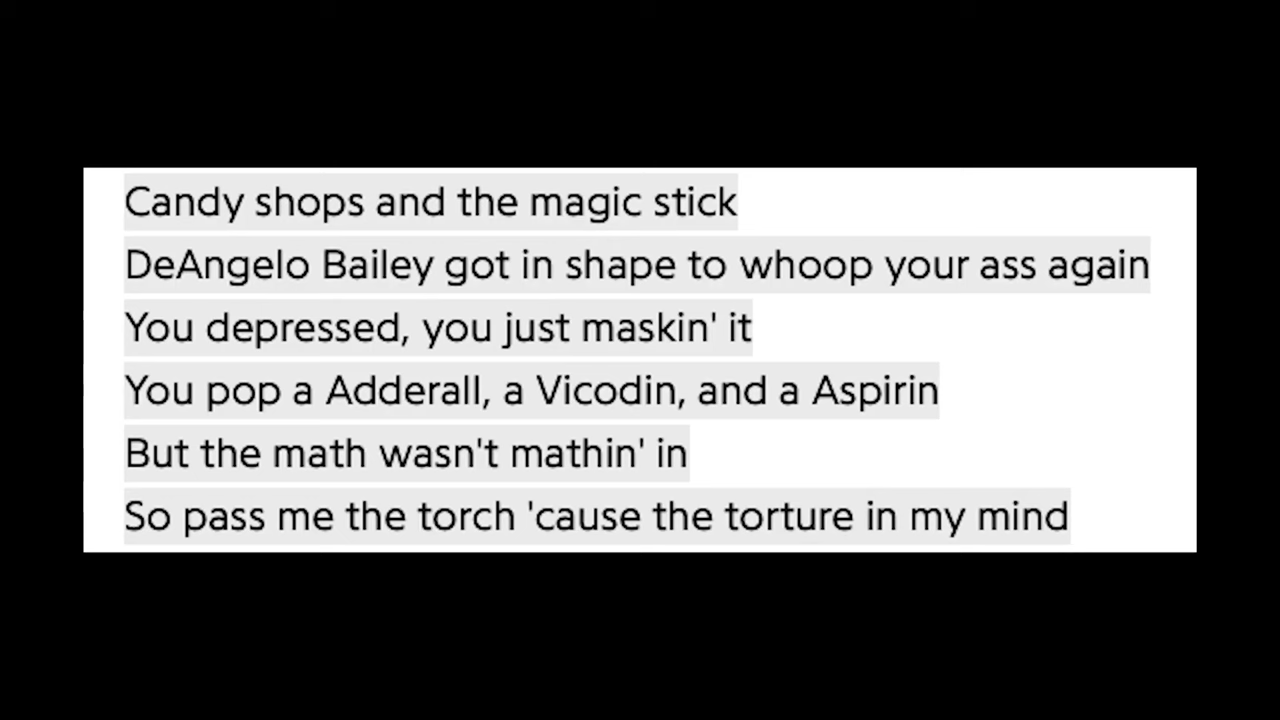 Candy shops and the magic stick
DeAngelo Bailey got in shape to whoop your ass again
You depressed, you just maskin' it
You pop a Adderall, a Vicodin, and a Aspirin
But the math wasn't mathin' in
So pass me the torch 'cause the torture in my mind